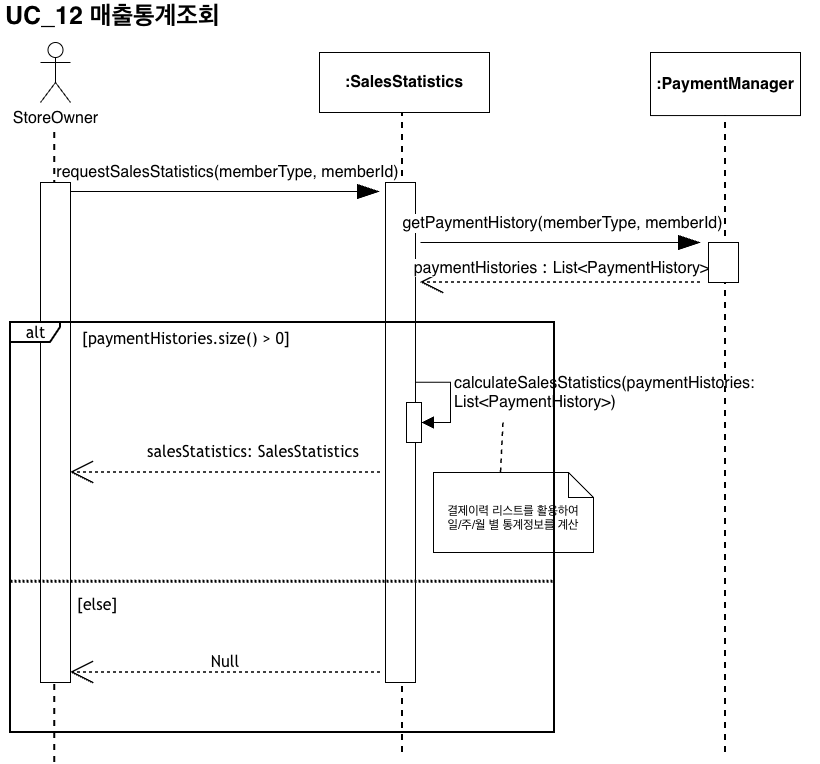 UC_12 매출통계조회
StoreOwner
:SalesStatistics
:PaymentManager
requestSalesStatistics(memberType, memberId)
getPaymentHistory(memberType, memberId)
paymentHistories : List<PaymentHistory>
alt
[paymentHistories.size() > 0]
calculateSalesStatistics(paymentHistories:
List<PaymentHistory>)
salesStatistics: SalesStatistics
결제이력 리스트를 활용하여
일/주/월 별 통계정보를 계산
[else]
Null